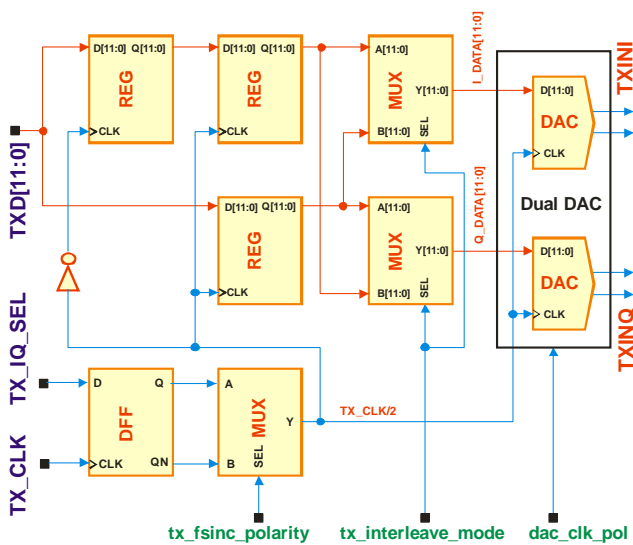 I_DATA[11:0]
TXINI
D[11:0] Q[11:0]
REG
CLK
D[11:0] Q[11:0]
REG
CLK
A[11:0]
Y[11:0]
MUX
SEL
B[11:0]
D[11:0]
DAC
CLK
TXD[11:0]
Dual DAC
D[11:0] Q[11:0]
REG
CLK
A[11:0]
Y[11:0]
MUX
SEL
B[11:0]
Q_DATA[11:0]
D[11:0]
DAC
CLK
TXINQ
TX_IQ_SEL
D
Q
DFF
CLK
QN
A
MUX
Y
B
SEL
TX_CLK/2
TX_CLK
tx_fsinc_polarity
tx_interleave_mode
dac_clk_pol